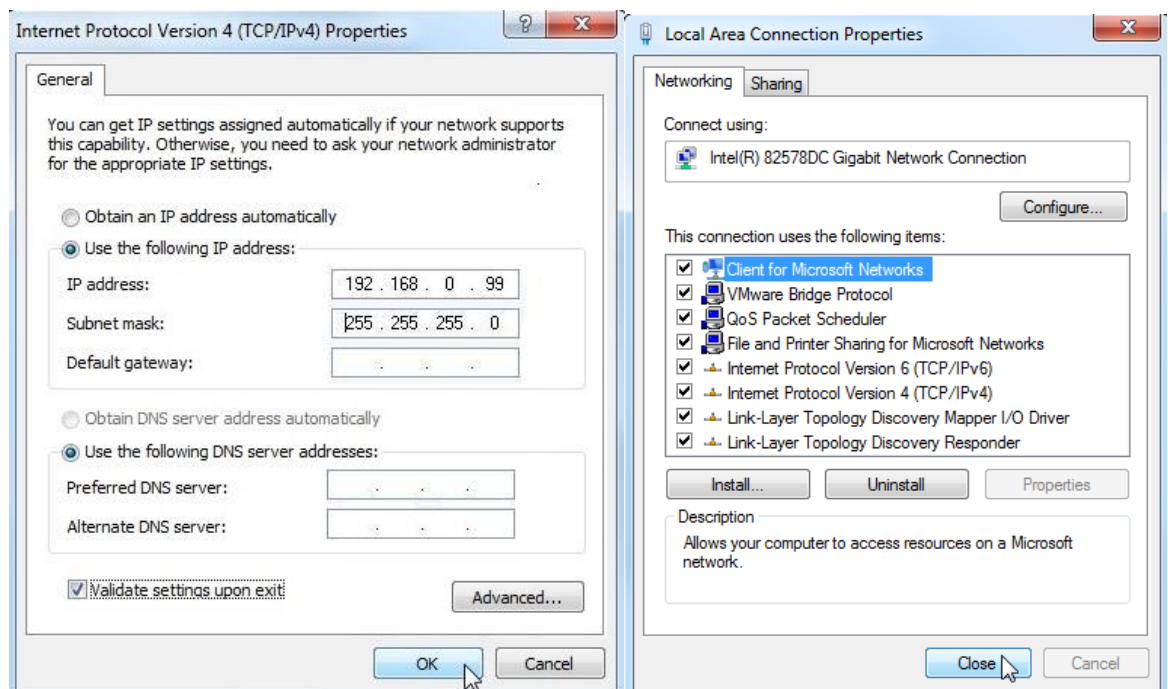 Internet Protocol Version 4 (TCP/IPv4) Properties
General
You can get IP settings assigned automatically if your network supports
this capability. Otherwise, you need to ask your network administrator
for the appropriate IP settings.
Obtain an IP address automatically
Use the following IP address:
IP address: 192 . 168 . 0 . 99
Subnet mask: 255 . 255 . 255 . 0
Default gateway: . . .
Obtain DNS server address automatically
Use the following DNS server addresses:
Preferred DNS server: . . .
Alternate DNS server: . . .
Validate settings upon exit
Advanced...
OK Cancel
Local Area Connection Properties
Networking Sharing
Connect using:
Intel(R) 82578DC Gigabit Network Connection
Configure...
This connection uses the following items:
Client for Microsoft Networks
VMware Bridge Protocol
QoS Packet Scheduler
File and Printer Sharing for Microsoft Networks
Internet Protocol Version 6 (TCP/IPv6)
Internet Protocol Version 4 (TCP/IPv4)
Link-Layer Topology Discovery Mapper I/O Driver
Link-Layer Topology Discovery Responder
Install... Uninstall Properties
Description
Allows your computer to access resources on a Microsoft
network.
Close Cancel